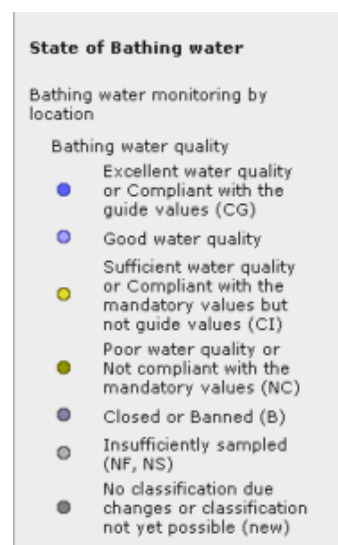 State of Bathing water
Bathing water monitoring by
location
Bathing water quality
Excellent water quality
or Compliant with the
guide values (CG)
Good water quality
Sufficient water quality
or Compliant with the
mandatory values but
not guide values (CI)
Poor water quality or
Not compliant with the
mandatory values (NC)
Closed or Banned (B)
Insufficiently sampled
(NF, NS)
No classification due
changes or classification
not yet possible (new)